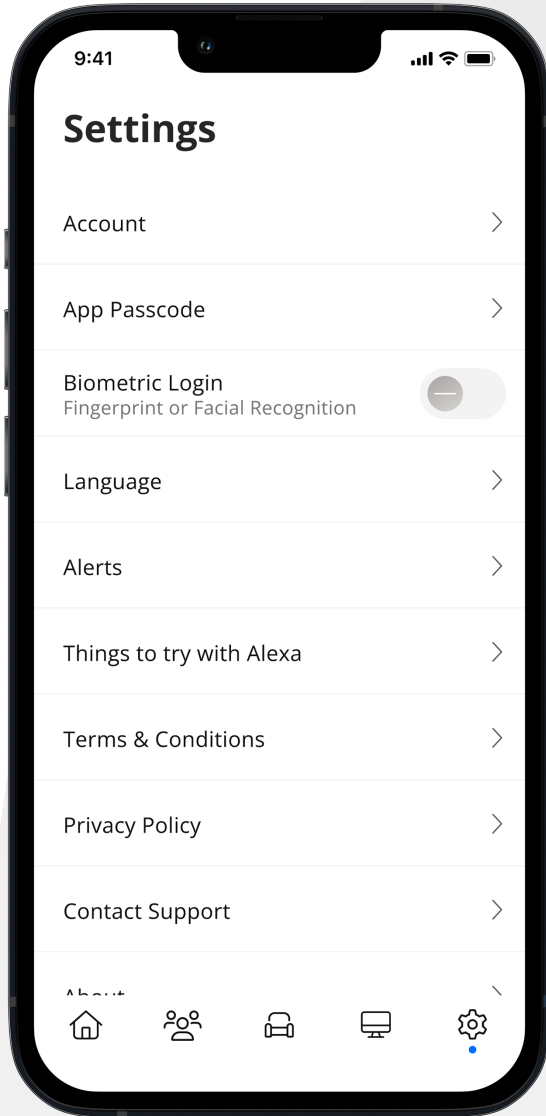 9:41
Settings
Account
App Passcode
Biometric Login
Fingerprint or Facial Recognition
Language
Alerts
Things to try with Alexa
Terms & Conditions
Privacy Policy
Contact Support
About